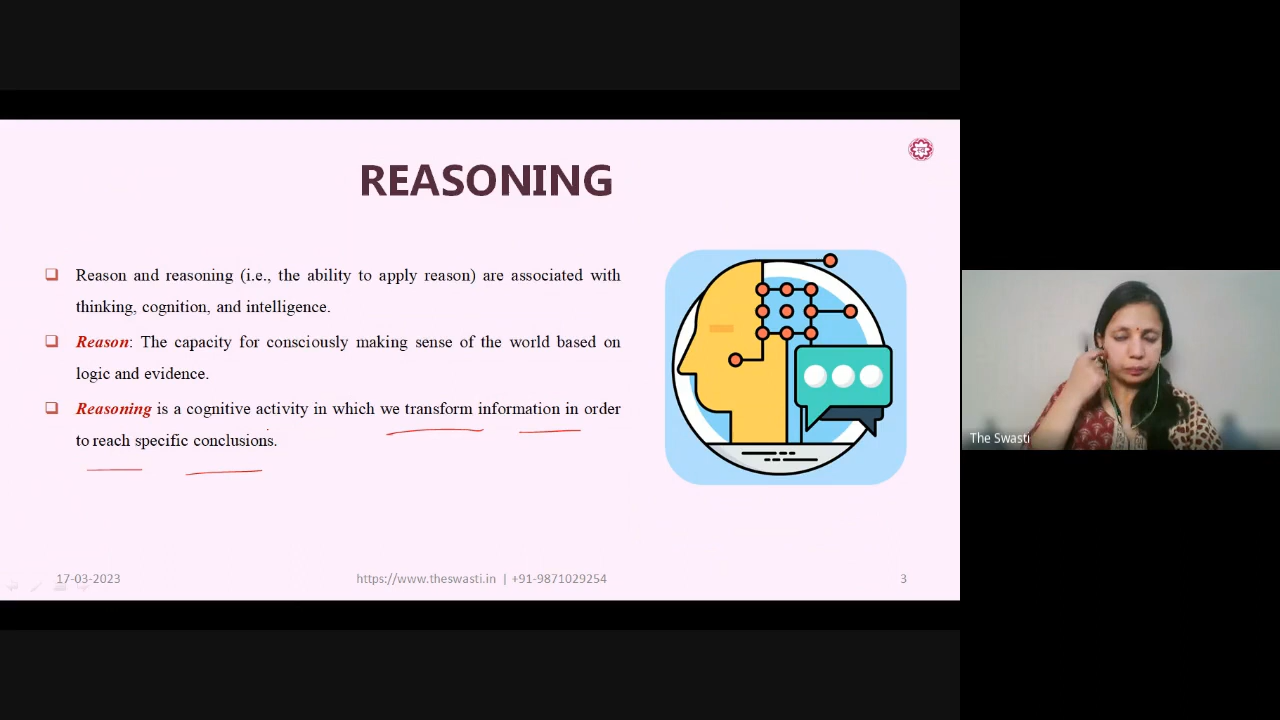 REASONING
Reason and reasoning (i.e., the ability to apply reason) are associated with
thinking, cognition, and intelligence.
Reason: The capacity for consciously making sense of the world based on
logic and evidence.
Reasoning is a cognitive activity in which we transform information in order
to reach specific conclusions.
17-03-2023
https://www.theswasti.in | +91-9871029254
3
The Swasti